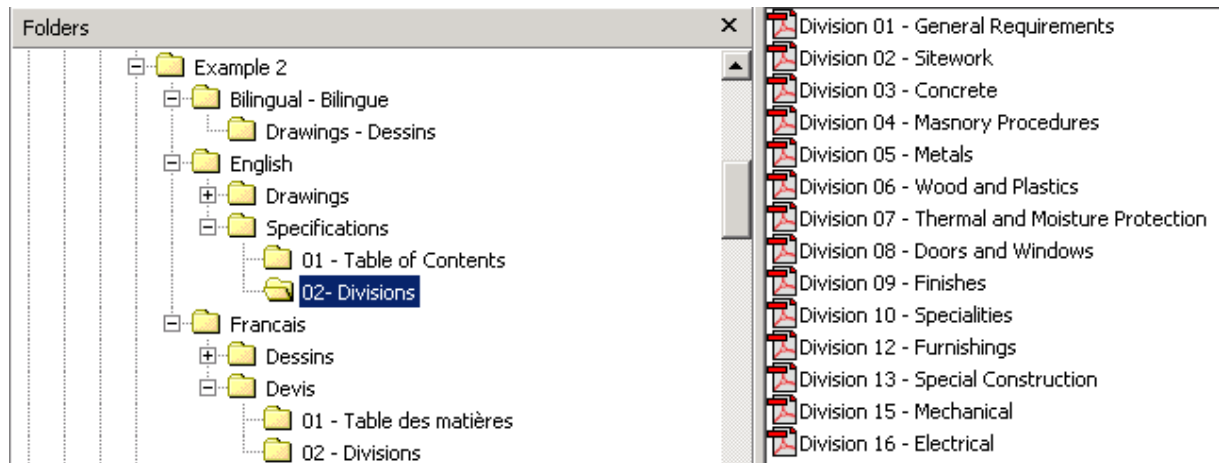 Folders
Example 2
Bilingual - Bilingue
Drawings - Dessins
English
Drawings
Specifications
01 - Table of Contents
02- Divisions
Francais
Dessins
Devis
01 - Table des matières
02 - Divisions
Division 01 - General Requirements
Division 02 - Sitework
Division 03 - Concrete
Division 04 - Masnory Procedures
Division 05 - Metals
Division 06 - Wood and Plastics
Division 07 - Thermal and Moisture Protection
Division 08 - Doors and Windows
Division 09 - Finishes
Division 10 - Specialities
Division 12 - Furnishings
Division 13 - Special Construction
Division 15 - Mechanical
Division 16 - Electrical